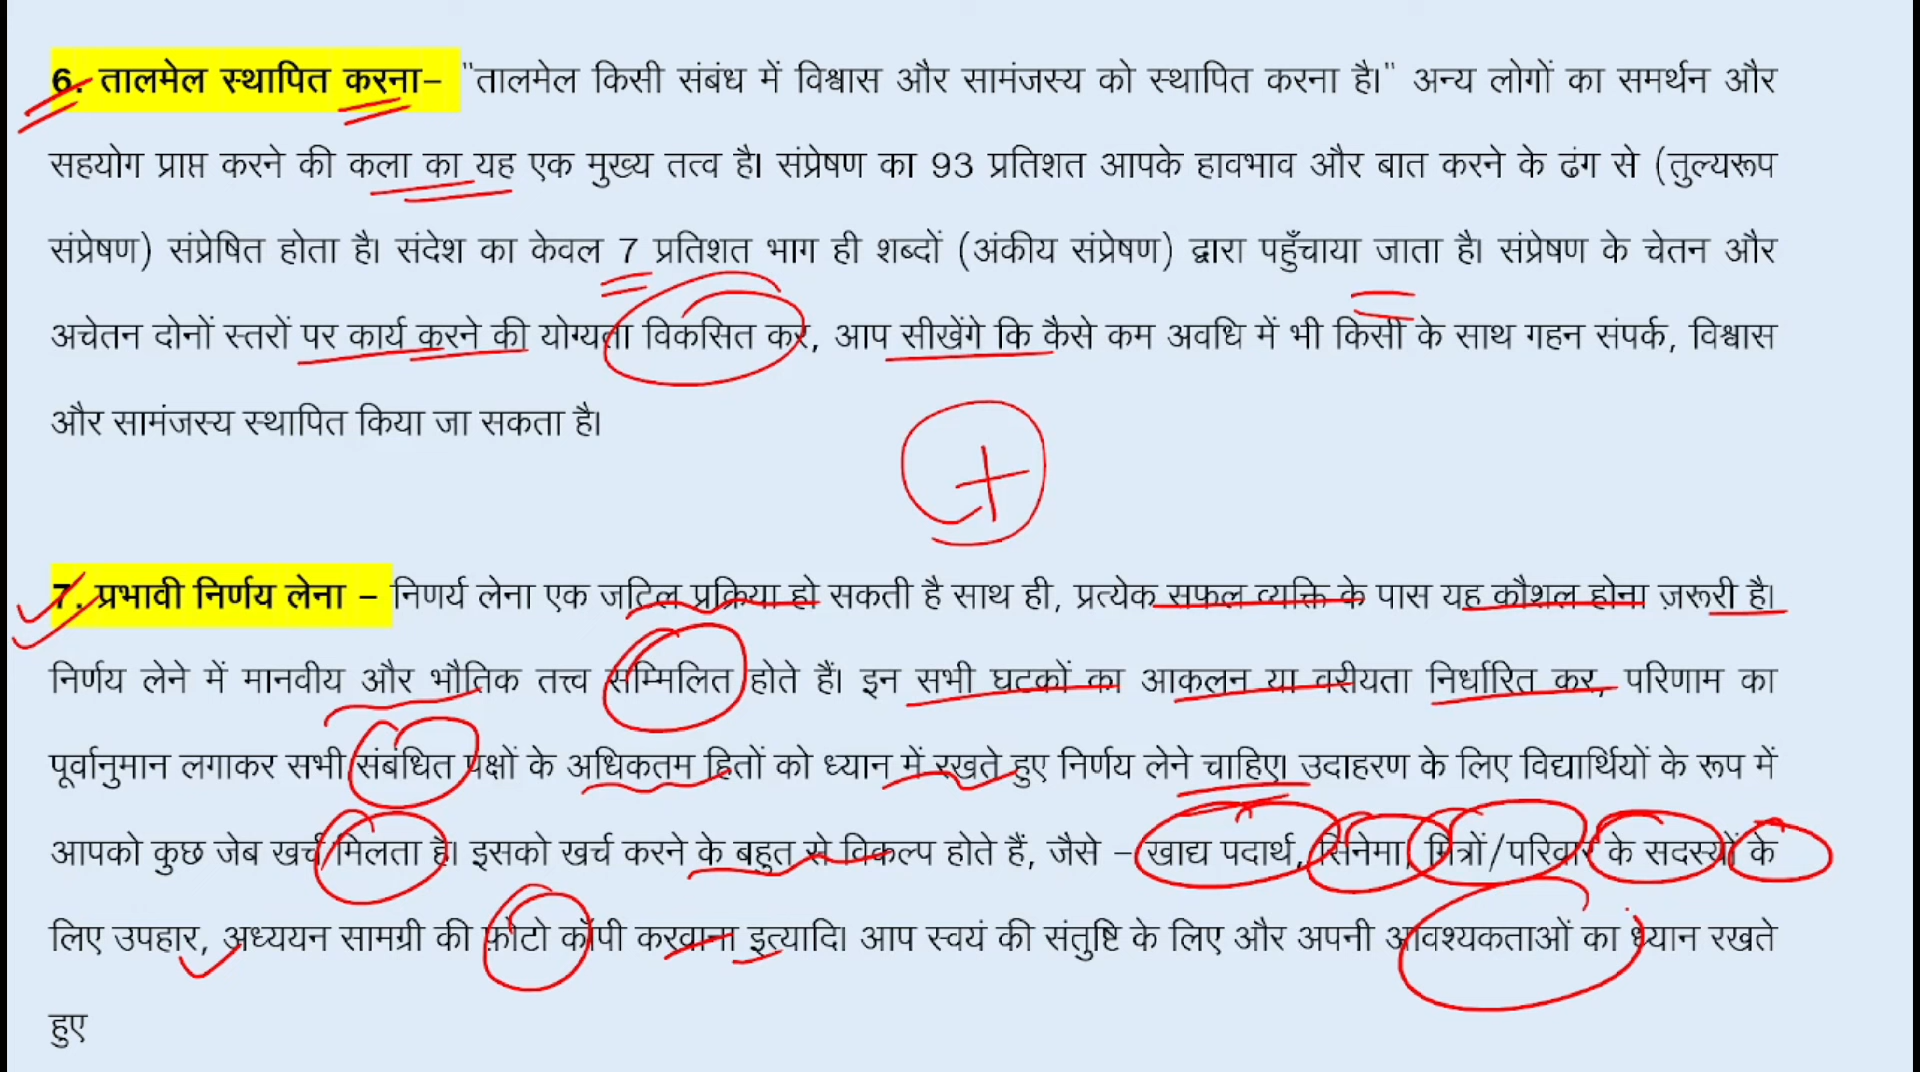 6. तालमेल स्थापित करना– "तालमेल किसी संबंध में विश्वास और सामंजस्य को स्थापित करना है।" अन्य लोगों का समर्थन और
सहयोग प्राप्त करने की कला का यह एक मुख्य तत्व है। संप्रेषण का 93 प्रतिशत आपके हावभाव और बात करने के ढंग से (तुल्यरूप
संप्रेषण) संप्रेषित होता है। संदेश का केवल 7 प्रतिशत भाग ही शब्दों (अंकीय संप्रेषण) द्वारा पहुँचाया जाता है। संप्रेषण के चेतन और
अचेतन दोनों स्तरों पर कार्य करने की योग्यता विकसित कर, आप सीखेंगे कि कैसे कम अवधि में भी किसी के साथ गहन संपर्क, विश्वास
और सामंजस्य स्थापित किया जा सकता है।
7. प्रभावी निर्णय लेना – निणर्य लेना एक जटिल प्रक्रिया हो सकती है साथ ही, प्रत्येक सफल व्यक्ति के पास यह कौशल होना ज़रूरी है।
निर्णय लेने में मानवीय और भौतिक तत्त्व सम्मिलित होते हैं। इन सभी घटकों का आकलन या वरीयता निर्धारित कर, परिणाम का
पूर्वानुमान लगाकर सभी संबंधित पक्षों के अधिकतम हितों को ध्यान में रखते हुए निर्णय लेने चाहिए। उदाहरण के लिए विद्यार्थियों के रूप में
आपको कुछ जेब खर्च मिलता है। इसको खर्च करने के बहुत से विकल्प होते हैं, जैसे – खाद्य पदार्थ, सिनेमा, मित्रों/परिवार के सदस्यों के
लिए उपहार, अध्ययन सामग्री की फ़ोटो कॉपी करवाना इत्यादि। आप स्वयं की संतुष्टि के लिए और अपनी आवश्यकताओं का ध्यान रखते
हुए